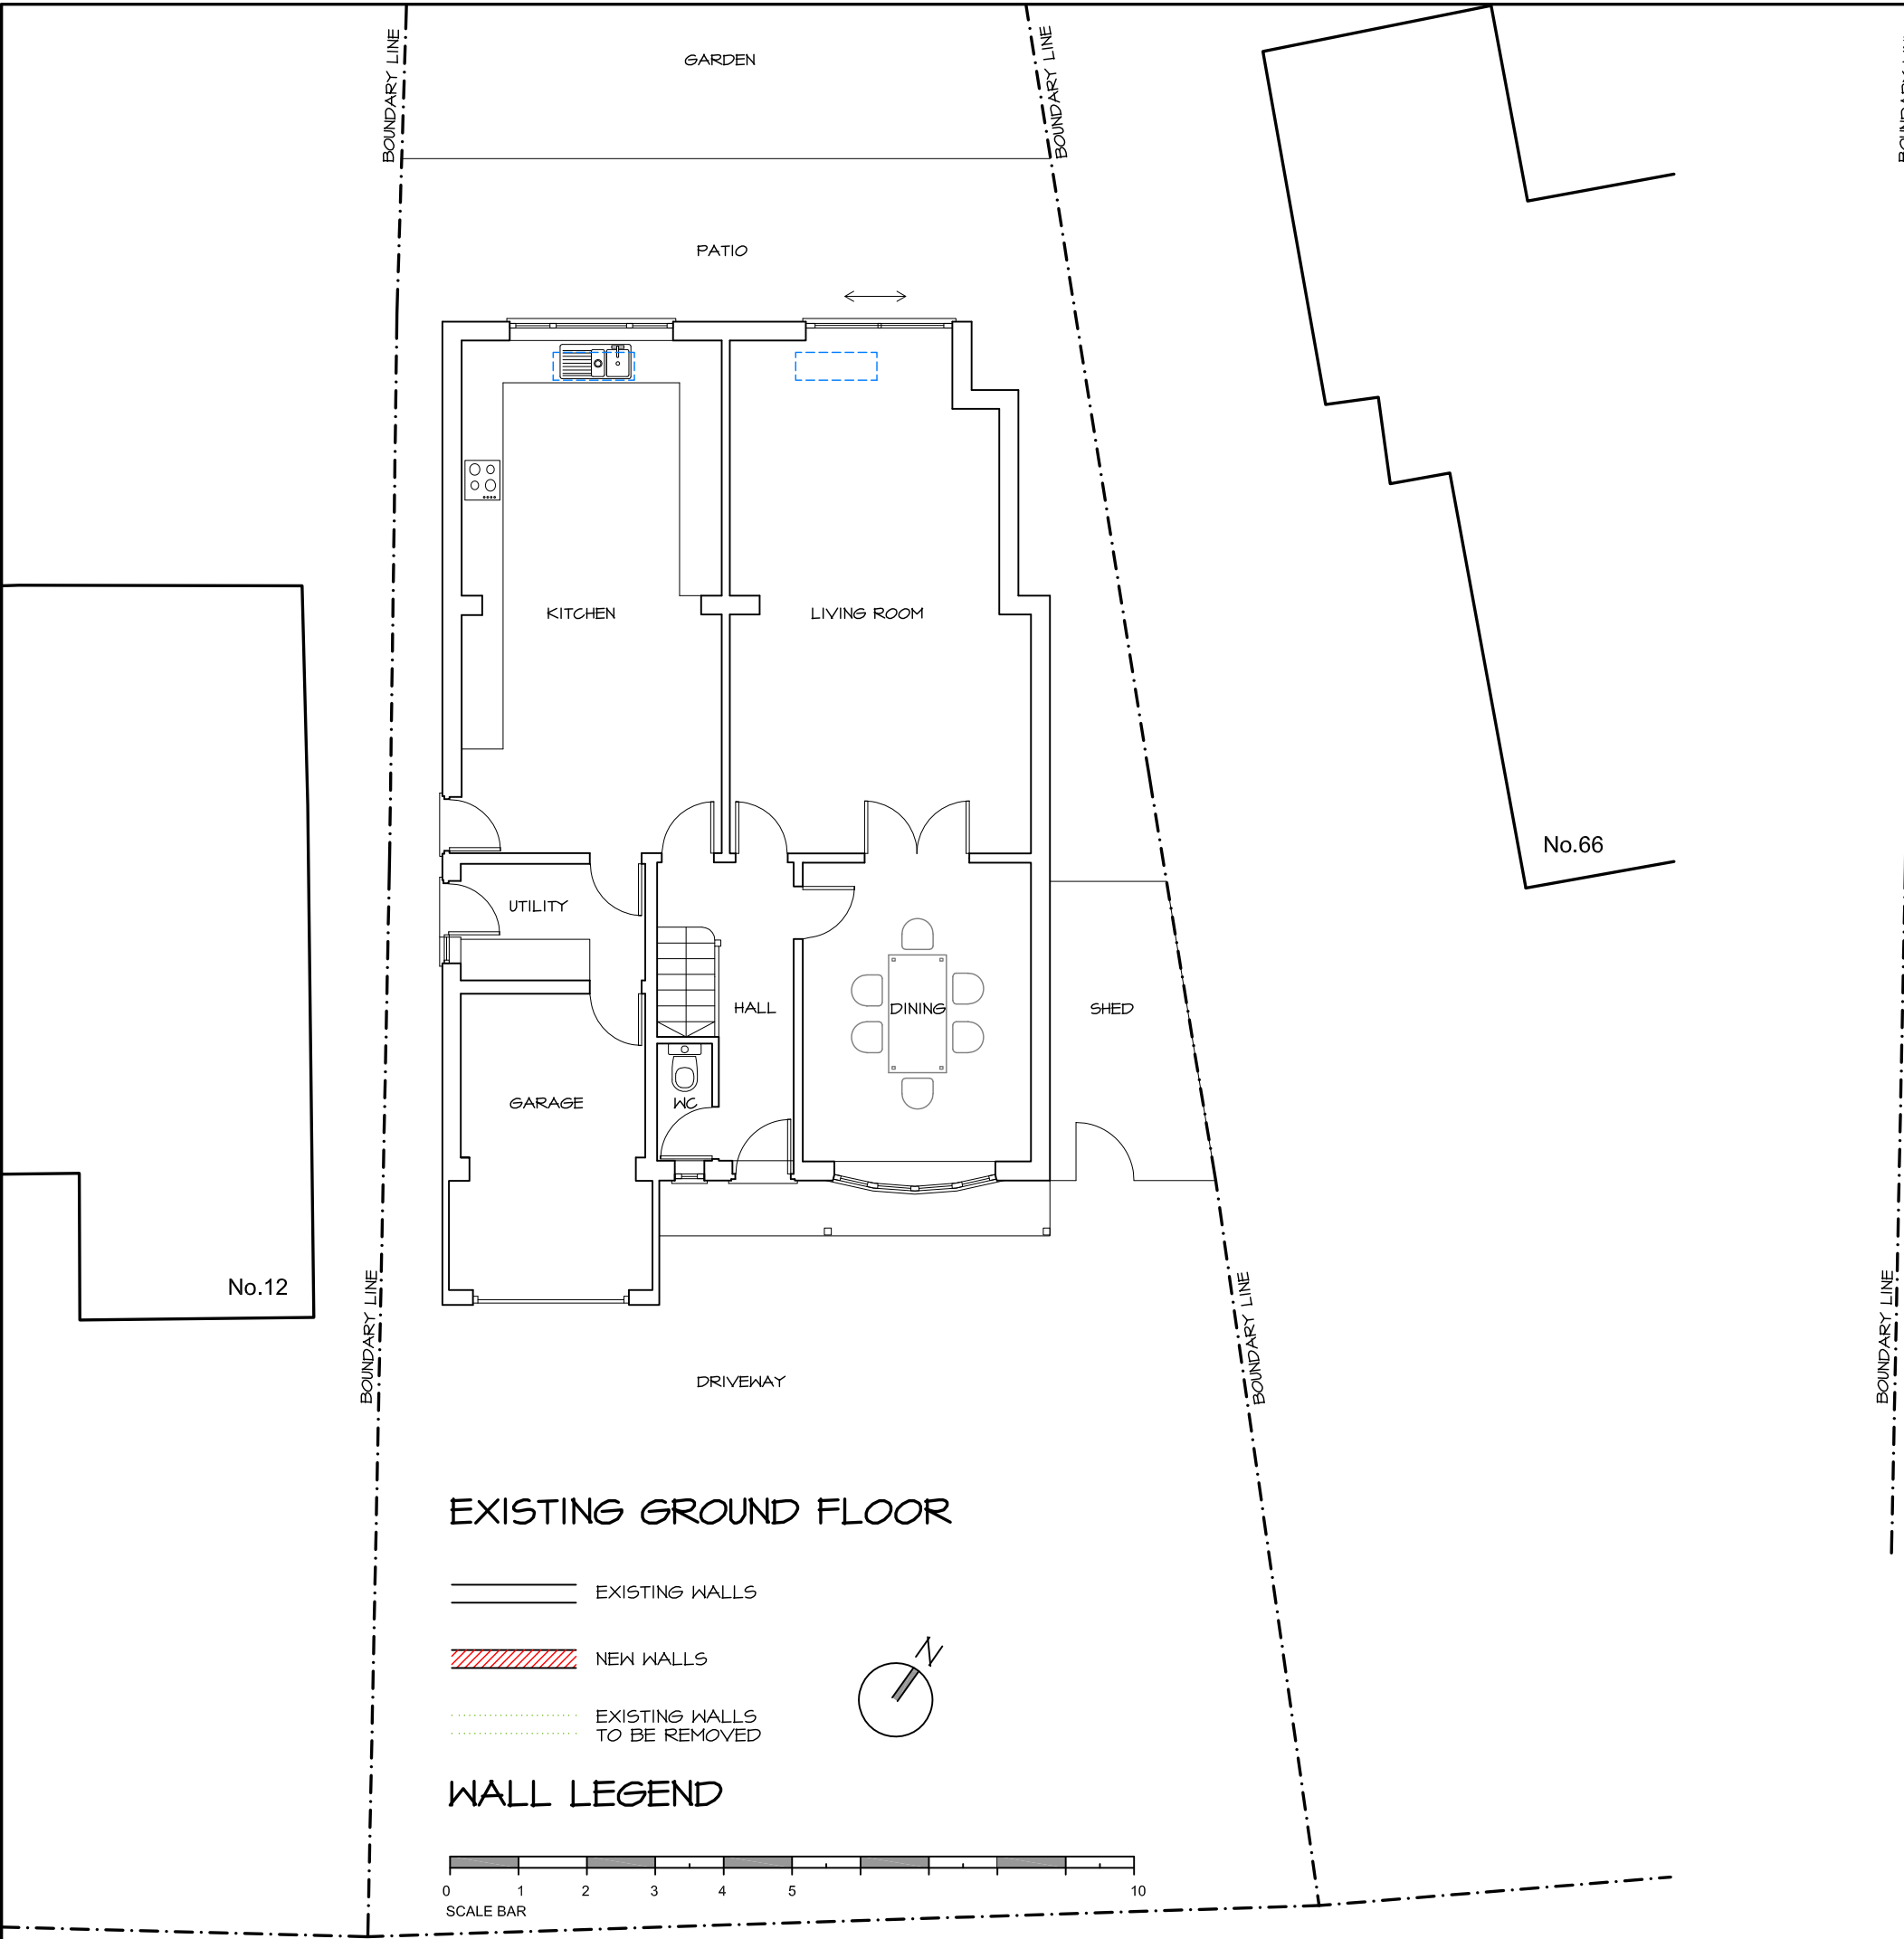 BOUNDARY LINE
GARDEN
BOUNDARY LINE
PATIO
KITCHEN
LIVING ROOM
No.66
UTILITY
HALL
DINING
SHED
GARAGE
WC
No.12
BOUNDARY LINE
BOUNDARY LINE
BOUNDARY LINE
DRIVEWAY
EXISTING GROUND FLOOR
EXISTING WALLS
NEW WALLS
N
EXISTING WALLS
TO BE REMOVED
WALL LEGEND
0 1 2 3 4 5 10
SCALE BAR